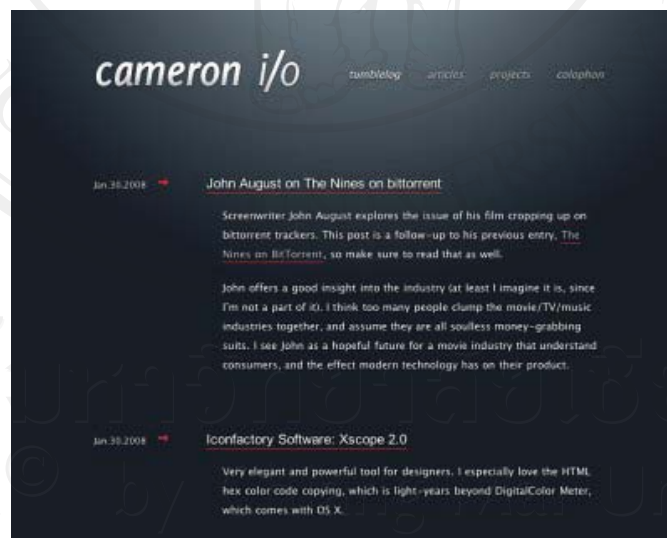 cameron i/o
tumblelog articles projects colophon
Jan.30.2008 → John August on The Nines on bittorrent
Screenwriter John August explores the issue of his film cropping up on
bittorrent trackers. This post is a follow-up to his previous entry, The
Nines on BitTorrent, so make sure to read that as well.
John offers a good insight into the industry (at least I imagine it is, since
I'm not a part of it). I think too many people clump the movie/TV/music
industries together, and assume they are all soulless money-grabbing
suits. I see John as a hopeful future for a movie industry that understand
consumers, and the effect modern technology has on their product.
Jan.30.2008 → Iconfactory Software: Xscope 2.0
Very elegant and powerful tool for designers. I especially love the HTML
hex color code copying, which is light-years beyond DigitalColor Meter,
which comes with OS X.